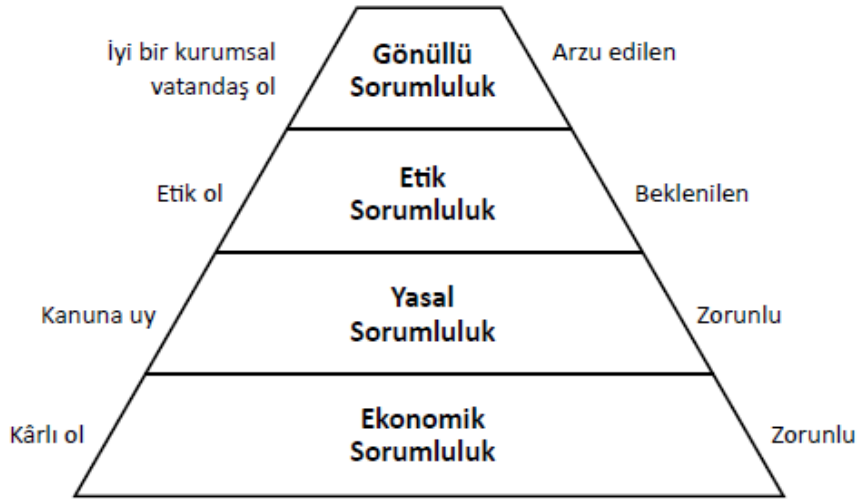 İyi bir kurumsal
vatandaş ol
Gönüllü
Sorumluluk
Arzu edilen
Etik ol
Etik
Sorumluluk
Beklenilen
Kanuna uy
Yasal
Sorumluluk
Zorunlu
Kârlı ol
Ekonomik
Sorumluluk
Zorunlu